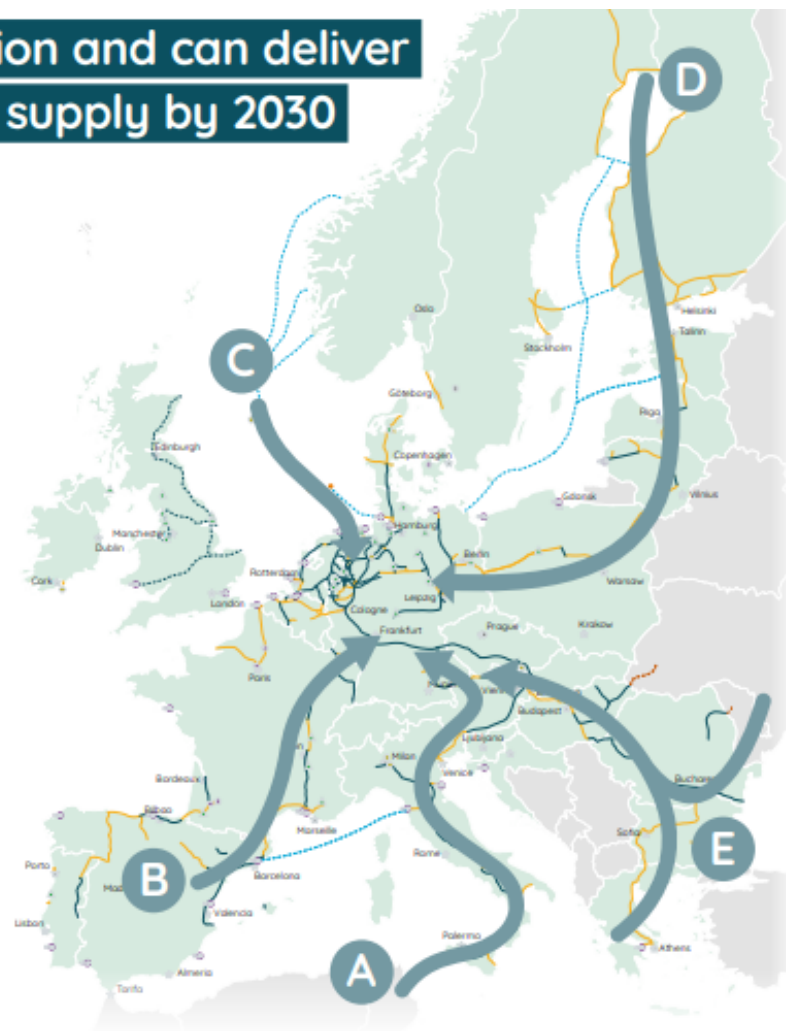 ion and can deliver
supply by 2030
D
Oslo
Helsinki
Tallinn
Stockholm
C
Göteborg
Riga
Edinburgh
Copenhagen
Vilnius
Gdansk
Manchester
Dublin
Hamburg
Berlin
Rotterdam
Cork
London
Leipzig
Warsaw
Cologne
Frankfurt
Prague
Krakow
Paris
Budapest
Ljubljana
Milan
Venice
Bordeaux
Bucha
Bilbao
Marseille
Sofia
E
Rome
Porto
B
Mad
Barcelona
Valencia
Lisbon
Palermo
Athens
A
Almeria
Tarifa